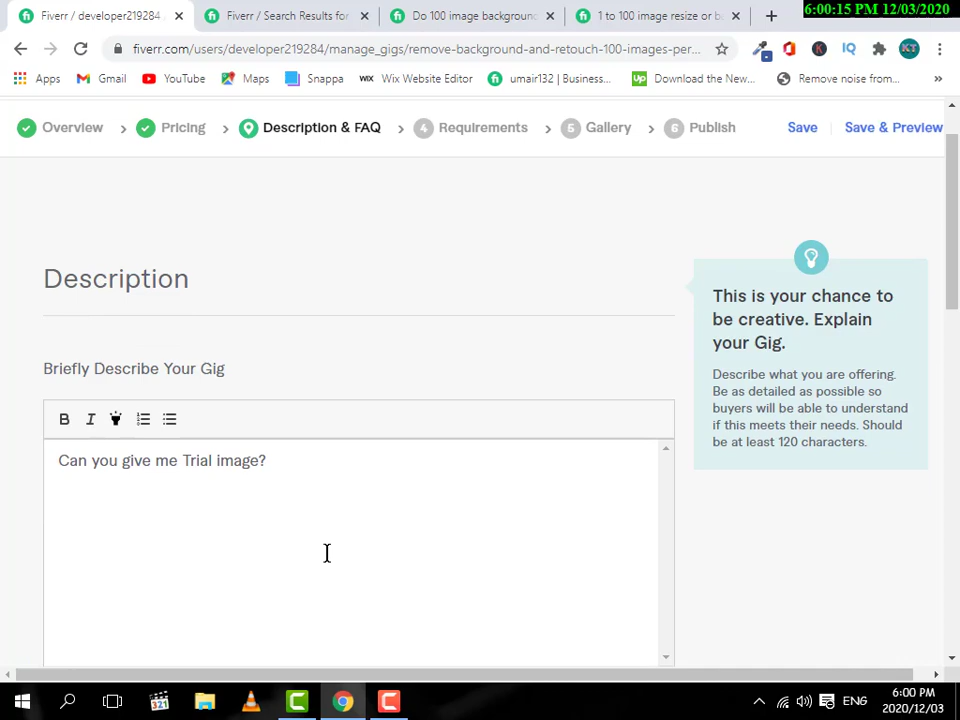 6:00:15 PM 12/03/2020
Fiverr / developer219284
Fiverr / Search Results for
Do 100 image background
1 to 100 image resize or b
fiverr.com/users/developer219284/manage_gigs/remove-background-and-retouch-100-images-per...
Apps
Gmail
YouTube
Maps
Snappa
WIX Wix Website Editor
umair132 | Business...
Up Download the New...
Remove noise from...
»
Overview
Pricing
Description & FAQ
4 Requirements
5 Gallery
6 Publish
Save
Save & Preview
Description
Briefly Describe Your Gig
B I
Can you give me Trial image?
This is your chance to
be creative. Explain
your Gig.
Describe what you are offering.
Be as detailed as possible so
buyers will be able to understand
if this meets their needs. Should
be at least 120 characters.
ENG
6:00 PM
2020/12/03